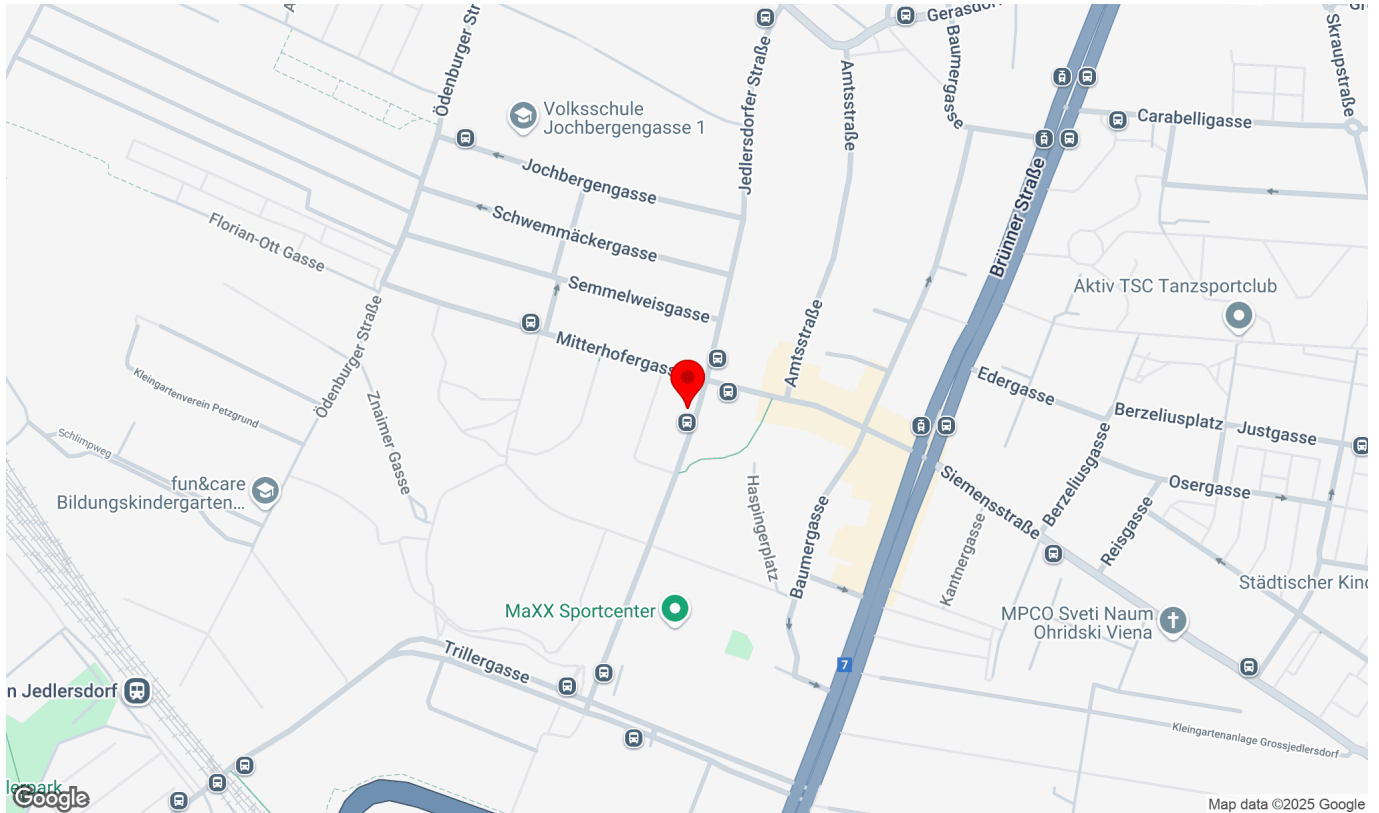 Ödenburger Str
Gerasdor
Baumergasse
Skraupstraße
Volksschule
Jochbergengasse 1
Jedlersdorfer Straße
Amtsstraße
Carabelligasse
Jochbergengasse
Schwemmäckergasse
Brünner Straße
Florian-Ott Gasse
Semmelweisgasse
Aktiv TSC Tanzsportclub
Ödenburger Straße
Mitterhofergass
Amtsstraße
Edergasse
Kleingartenverein Petzgrund
Znaimer Gasse
Berzeliusplatz
Justgasse
Schlimpweg
Berzeliusgasse
fun&care
Bildungskindergarten...
Haspingerplatz
Siemensstraße
Osergasse
Baumergasse
Kantnergasse
Reisgasse
Städtischer Kind
MaXX Sportcenter
MPCO Sveti Naum
Ohridski Viena
Trillergasse
7
n Jedlersdorf
Kleingartenanlage Grossjedlersdorf
lerpark
Google
Map data ©2025 Google